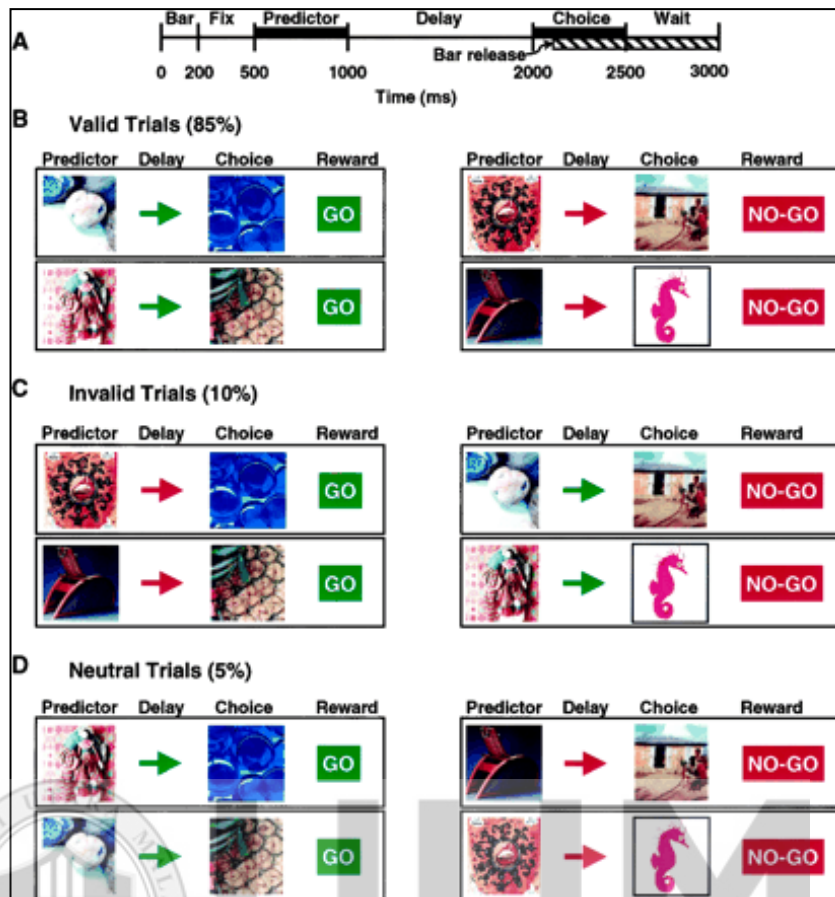 A
Bar Fix Predictor Delay Choice Wait
Bar release
0 200 500 1000 2000 2500 3000
Time (ms)
B Valid Trials (85%)
Predictor Delay Choice Reward Predictor Delay Choice Reward
GO NO-GO
GO NO-GO
C Invalid Trials (10%)
Predictor Delay Choice Reward Predictor Delay Choice Reward
GO NO-GO
GO NO-GO
D Neutral Trials (5%)
Predictor Delay Choice Reward Predictor Delay Choice Reward
GO NO-GO
GO NO-GO